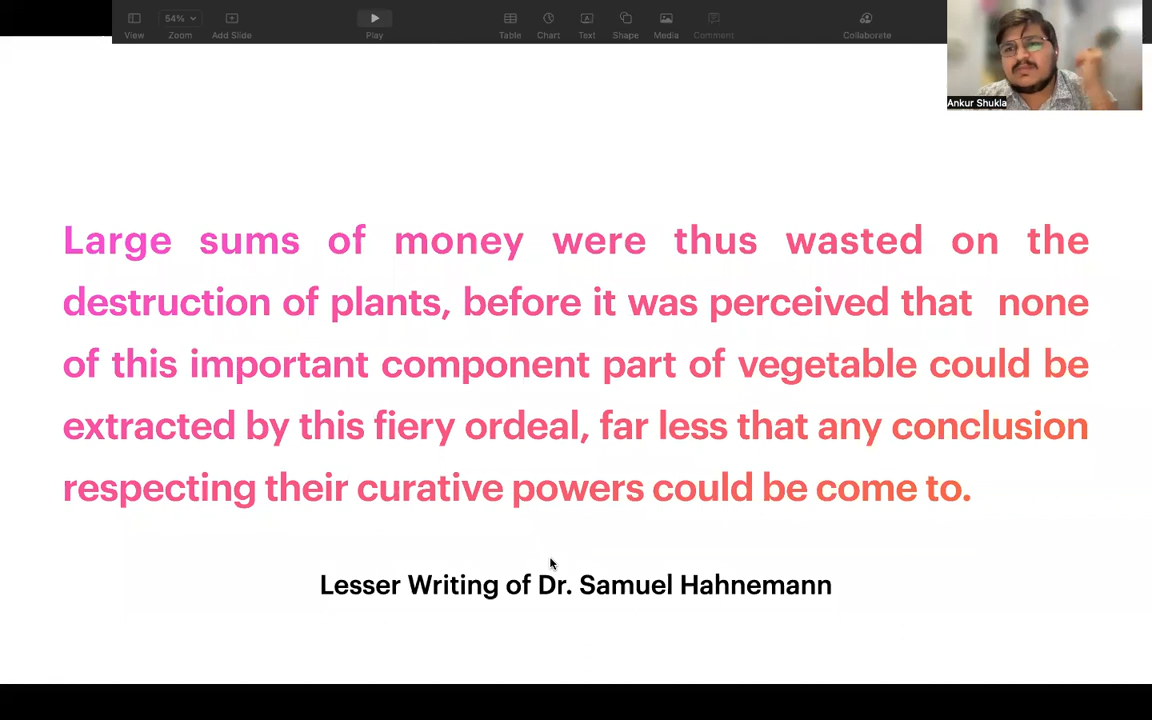 View
54%
Zoom
Add Slide
Play
Table
Chart
Text
Shape
Media
Comment
Collaborate
Ankur Shukla
Large sums of money were thus wasted on the
destruction of plants, before it was perceived that none
of this important component part of vegetable could be
extracted by this fiery ordeal, far less that any conclusion
respecting their curative powers could be come to.
Lesser Writing of Dr. Samuel Hahnemann